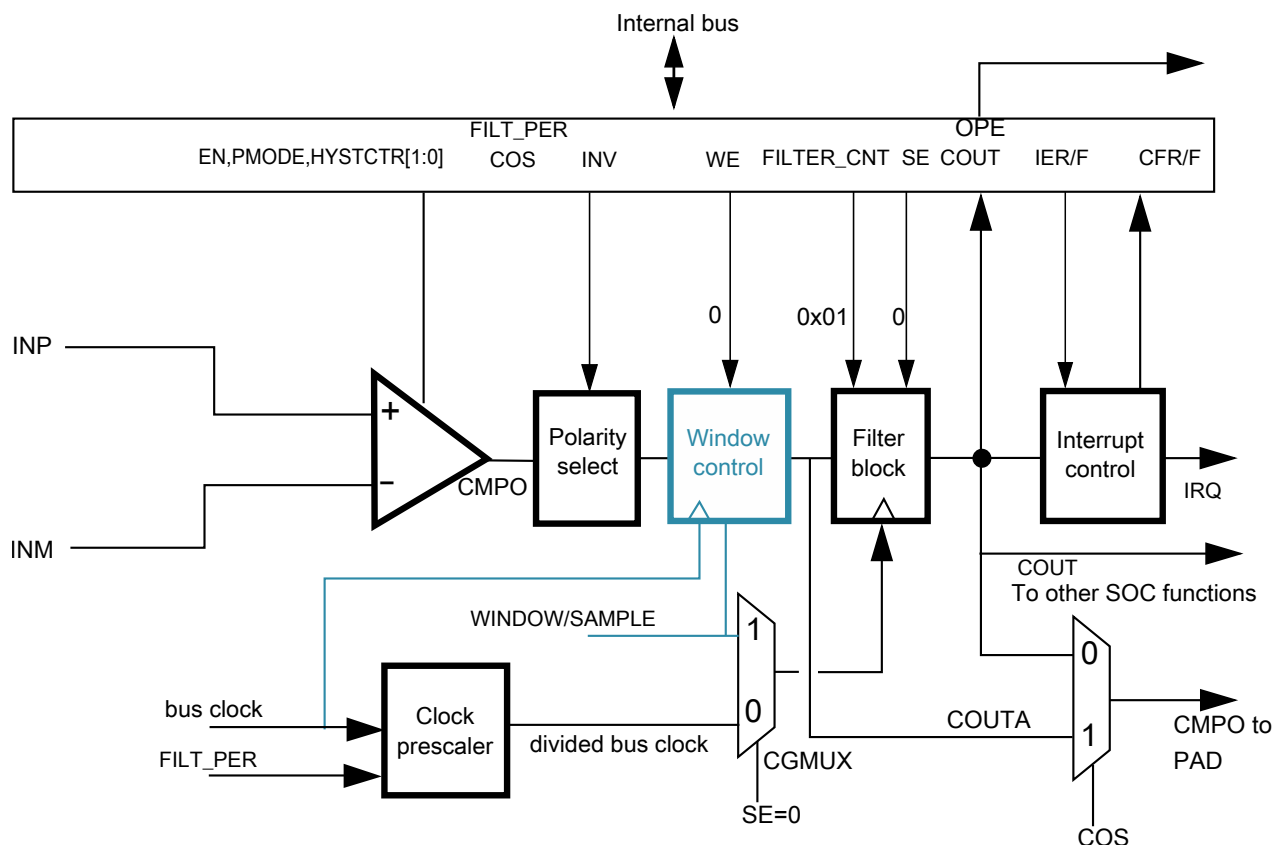 Internal bus
OPE
FILT_PER
EN,PMODE,HYSTCTR[1:0]
COS
INV
WE
FILTER_CNT
SE
COUT
IER/F
CFR/F
0
0x01
0
INP
+
Polarity
select
Window
control
Filter
block
Interrupt
control
−
CMPO
IRQ
INM
COUT
To other SOC functions
WINDOW/SAMPLE
1
0
0
bus clock
Clock
prescaler
divided bus clock
COUTA
1
CMPO to
PAD
FILT_PER
CGMUX
SE=0
COS